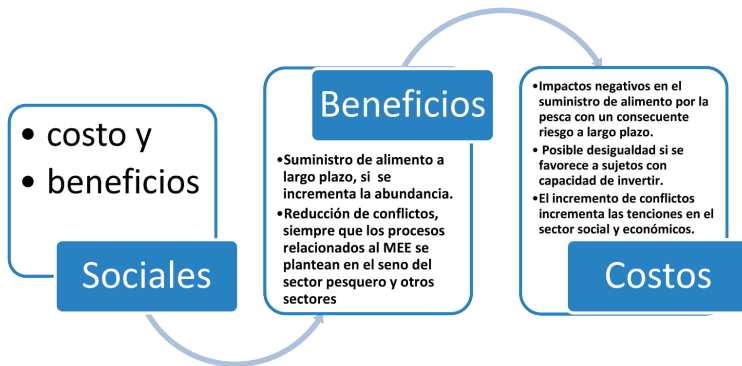 • costo y
• beneficios
Sociales
Beneficios
•Suministro de alimento a
largo plazo, si se
incrementa la abundancia.
•Reducción de conflictos,
siempre que los procesos
relacionados al MEE se
plantean en el seno del
sector pesquero y otros
sectores
•Impactos negativos en el
suministro de alimento por la
pesca con un consecuente
riesgo a largo plazo.
• Posible desigualdad si se
favorece a sujetos con
capacidad de invertir.
•El incremento de conflictos
incrementa las tenciones en el
sector social y económicos.
Costos